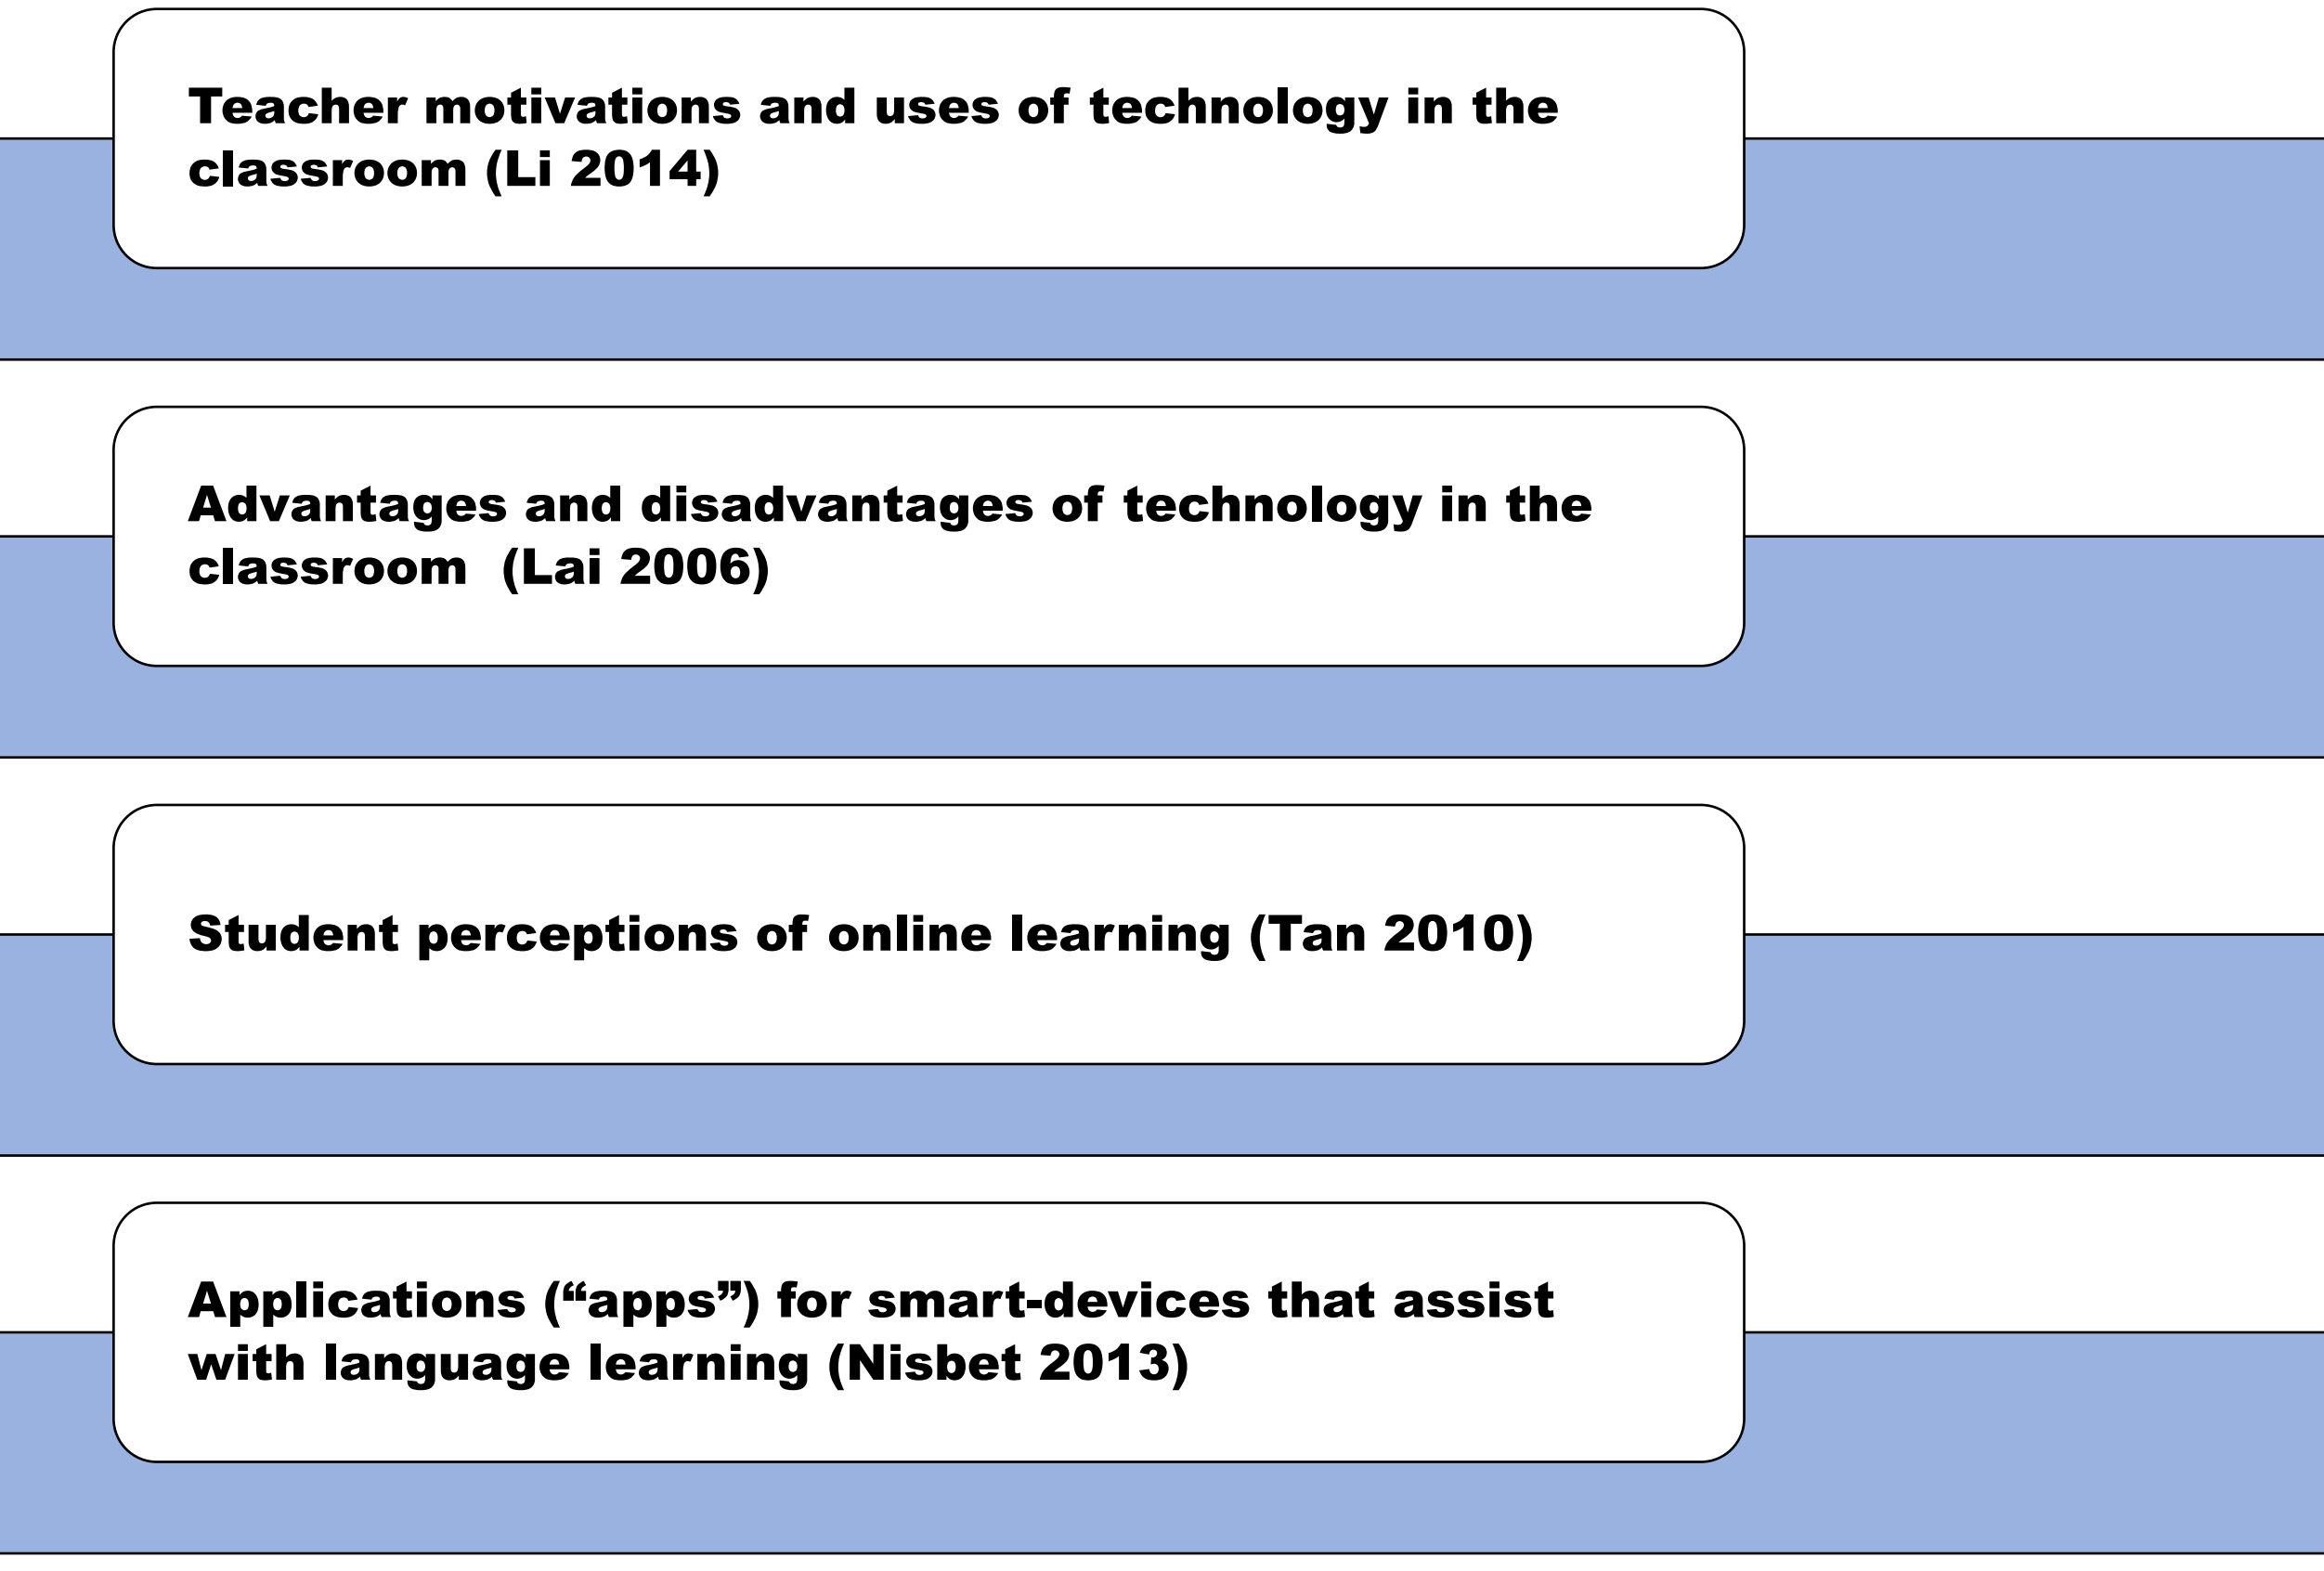 Teacher motivations and uses of technology in the
classroom (Li 2014)
Advantages and disadvantages of technology in the
classroom  (Lai 2006)
Student perceptions of online learning (Tan 2010)
Applications (“apps”) for smart-devices that assist
with language learning (Nisbet 2013)